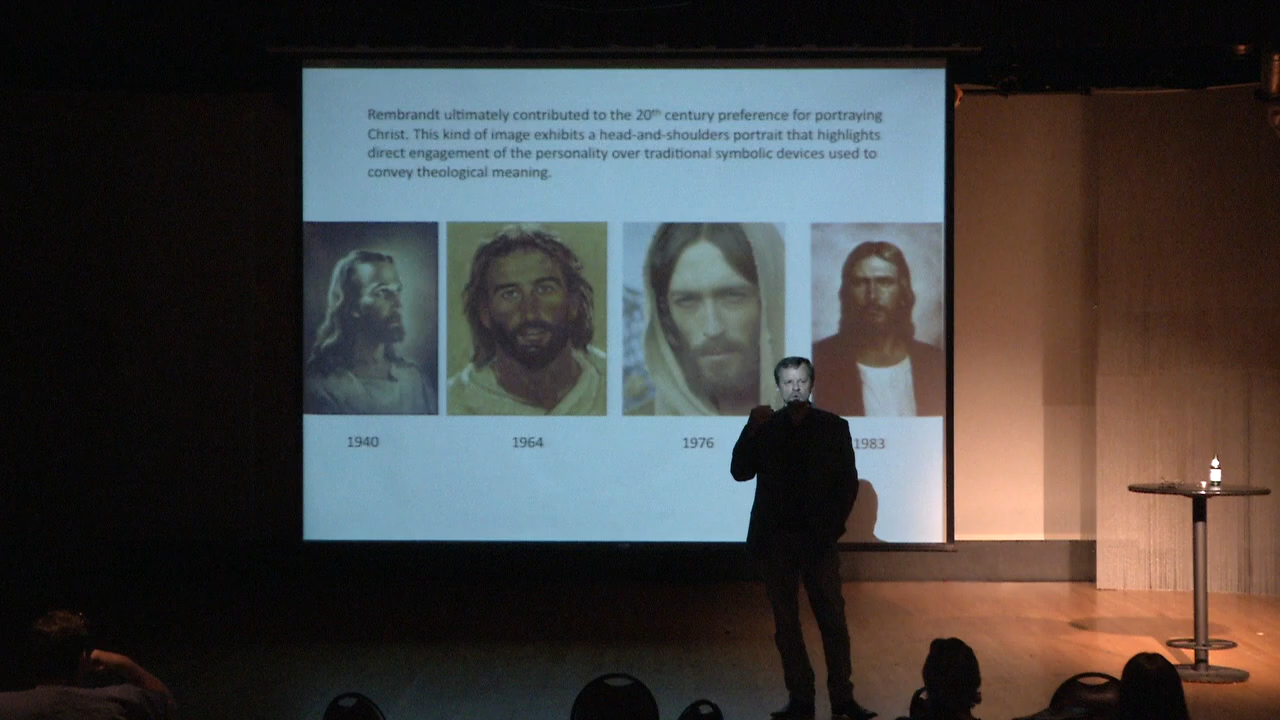 Rembrandt ultimately contributed to the 20th century preference for portraying
Christ. This kind of image exhibits a head-and-shoulders portrait that highlights
direct engagement of the personality over traditional symbolic devices used to
convey theological meaning.
1940
1964
1976
1983